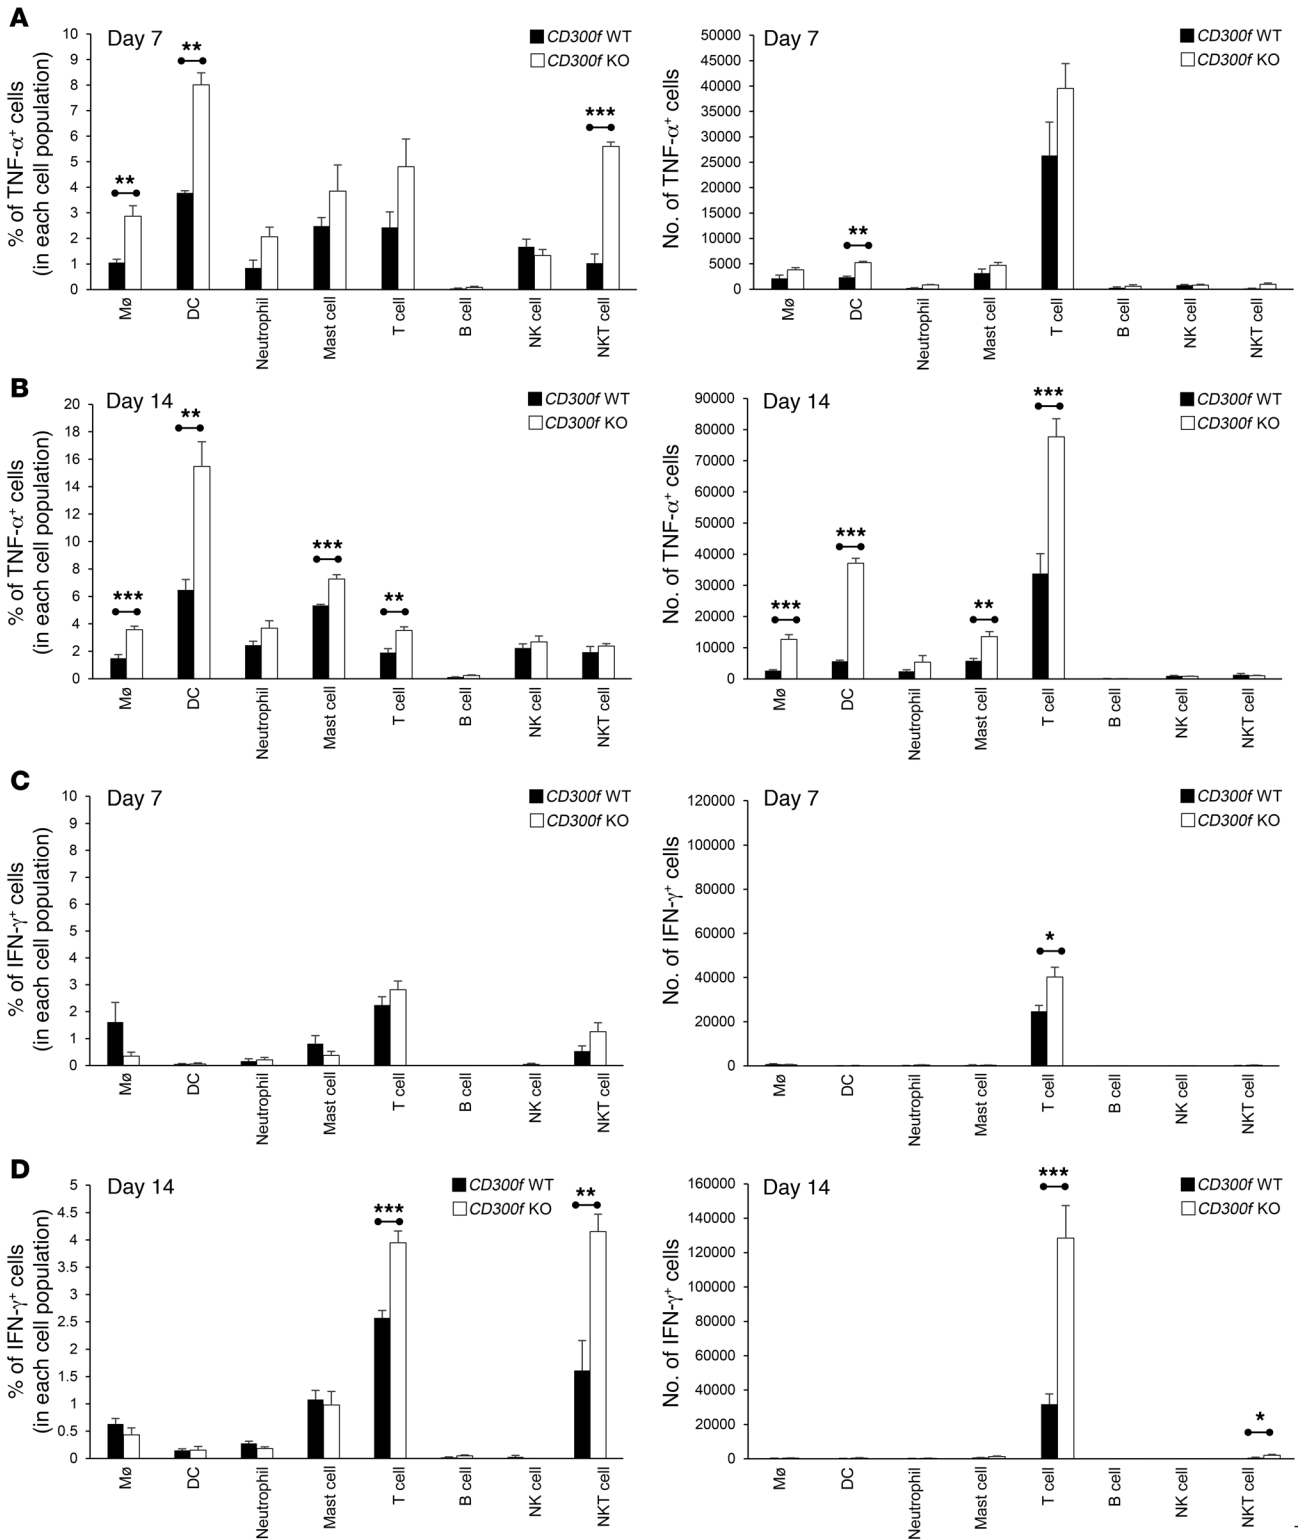 A
Day 7
CD300f WT
CD300f KO
% of TNF-α+ cells
(in each cell population)
10
9
8
7
6
5
4
3
2
1
0
**
**
***
Mø
DC
Neutrophil
Mast cell
T cell
B cell
NK cell
NKT cell
Day 7
CD300f WT
CD300f KO
No. of TNF-α+ cells
50000
45000
40000
35000
30000
25000
20000
15000
10000
5000
0
**
Mø
DC
Neutrophil
Mast cell
T cell
B cell
NK cell
NKT cell
B
Day 14
CD300f WT
CD300f KO
% of TNF-α+ cells
(in each cell population)
20
18
16
14
12
10
8
6
4
2
0
***
**
***
**
Mø
DC
Neutrophil
Mast cell
T cell
B cell
NK cell
NKT cell
Day 14
CD300f WT
CD300f KO
No. of TNF-α+ cells
90000
80000
70000
60000
50000
40000
30000
20000
10000
0
***
***
**
***
Mø
DC
Neutrophil
Mast cell
T cell
B cell
NK cell
NKT cell
C
Day 7
CD300f WT
CD300f KO
% of IFN-γ+ cells
(in each cell population)
10
9
8
7
6
5
4
3
2
1
0
Mø
DC
Neutrophil
Mast cell
T cell
B cell
NK cell
NKT cell
Day 7
CD300f WT
CD300f KO
No. of IFN-γ+ cells
120000
100000
80000
60000
40000
20000
0
*
Mø
DC
Neutrophil
Mast cell
T cell
B cell
NK cell
NKT cell
D
Day 14
CD300f WT
CD300f KO
% of IFN-γ+ cells
(in each cell population)
5
4.5
4
3.5
3
2.5
2
1.5
1
0.5
0
***
**
Mø
DC
Neutrophil
Mast cell
T cell
B cell
NK cell
NKT cell
Day 14
CD300f WT
CD300f KO
No. of IFN-γ+ cells
160000
140000
120000
100000
80000
60000
40000
20000
0
***
*
Mø
DC
Neutrophil
Mast cell
T cell
B cell
NK cell
NKT cell